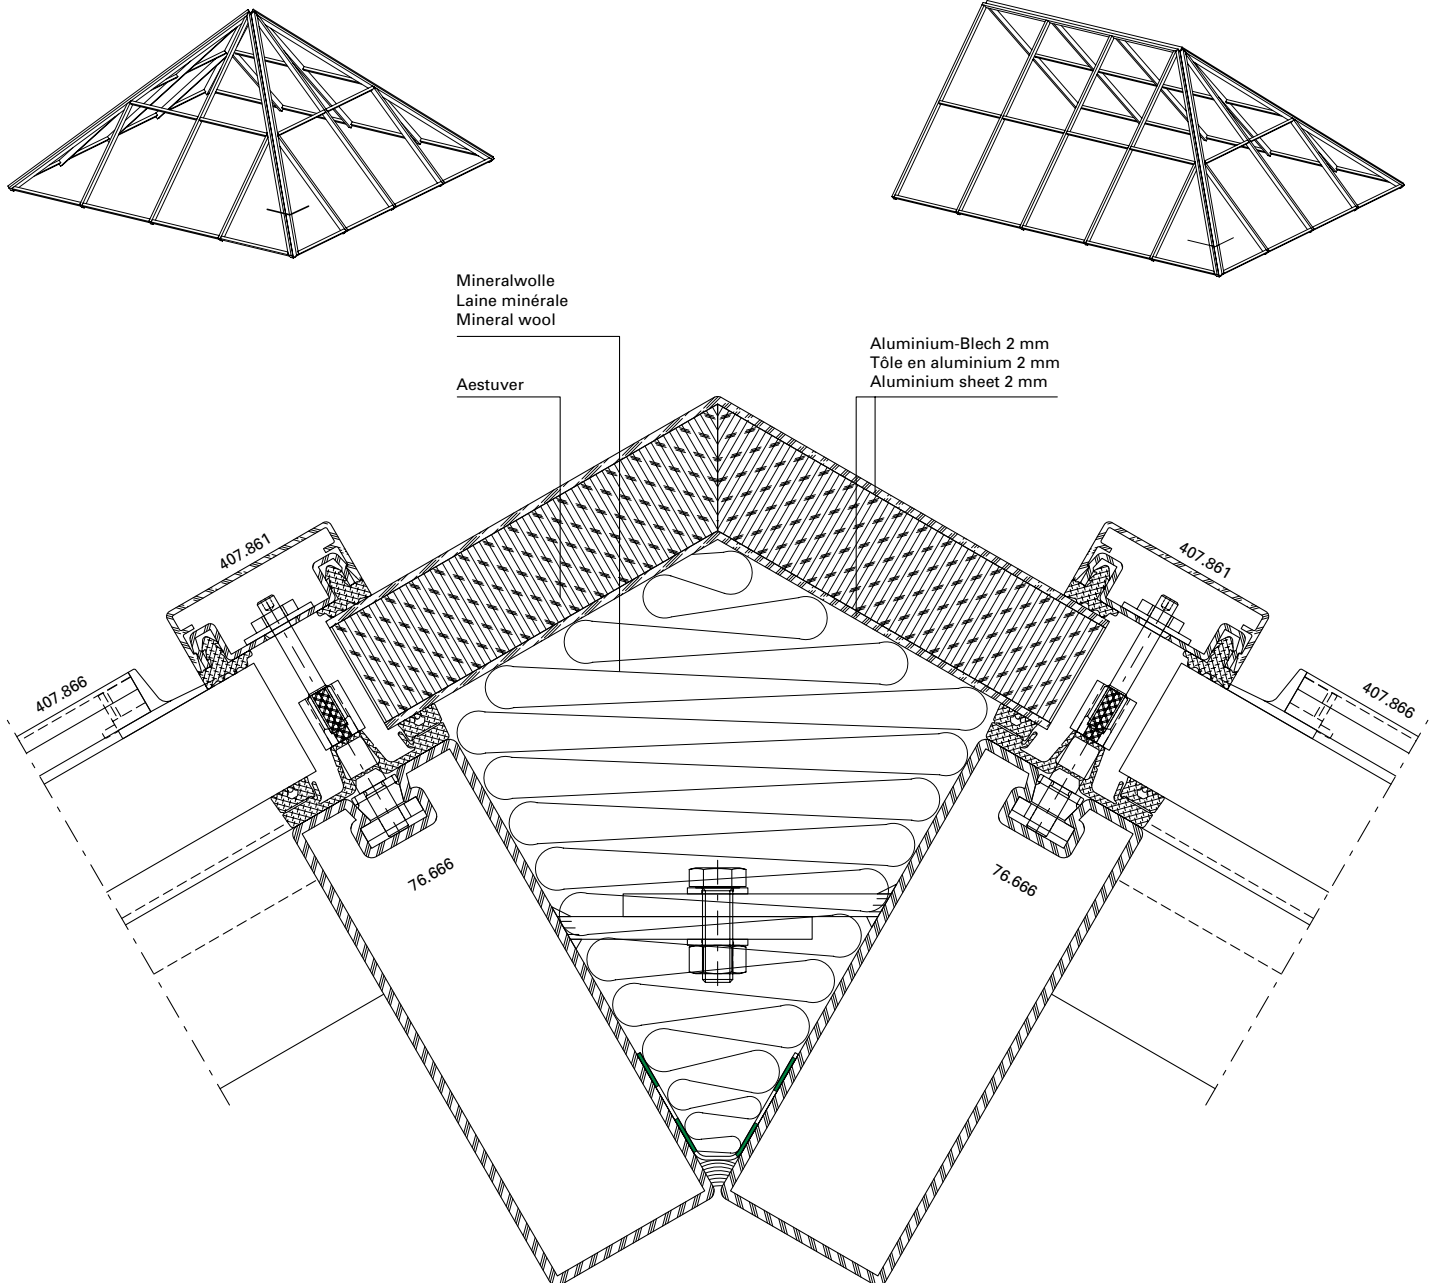 Mineralwolle
Laine minérale
Mineral wool
Aluminium-Blech 2 mm
Tôle en aluminium 2 mm
Aluminium sheet 2 mm
Aestuver
407.861
407.861
407.866
407.866
76.666
76.666